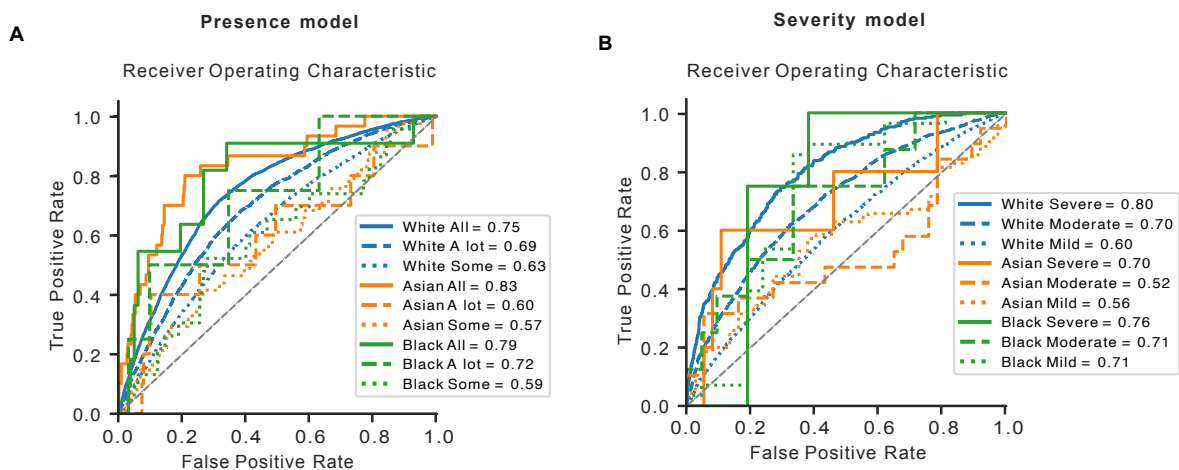 Presence model
A
Receiver Operating Characteristic
True Positive Rate
1.0
0.8
0.6
0.4
0.2
0.0
White All = 0.75
White A lot = 0.69
White Some = 0.63
Asian All = 0.83
Asian A lot = 0.60
Asian Some = 0.57
Black All = 0.79
Black A lot = 0.72
Black Some = 0.59
0.0 0.2 0.4 0.6 0.8 1.0
False Positive Rate
Severity model
B
Receiver Operating Characteristic
True Positive Rate
1.0
0.8
0.6
0.4
0.2
0.0
White Severe = 0.80
White Moderate = 0.70
White Mild = 0.60
Asian Severe = 0.70
Asian Moderate = 0.52
Asian Mild = 0.56
Black Severe = 0.76
Black Moderate = 0.71
Black Mild = 0.71
0.0 0.2 0.4 0.6 0.8 1.0
False Positive Rate